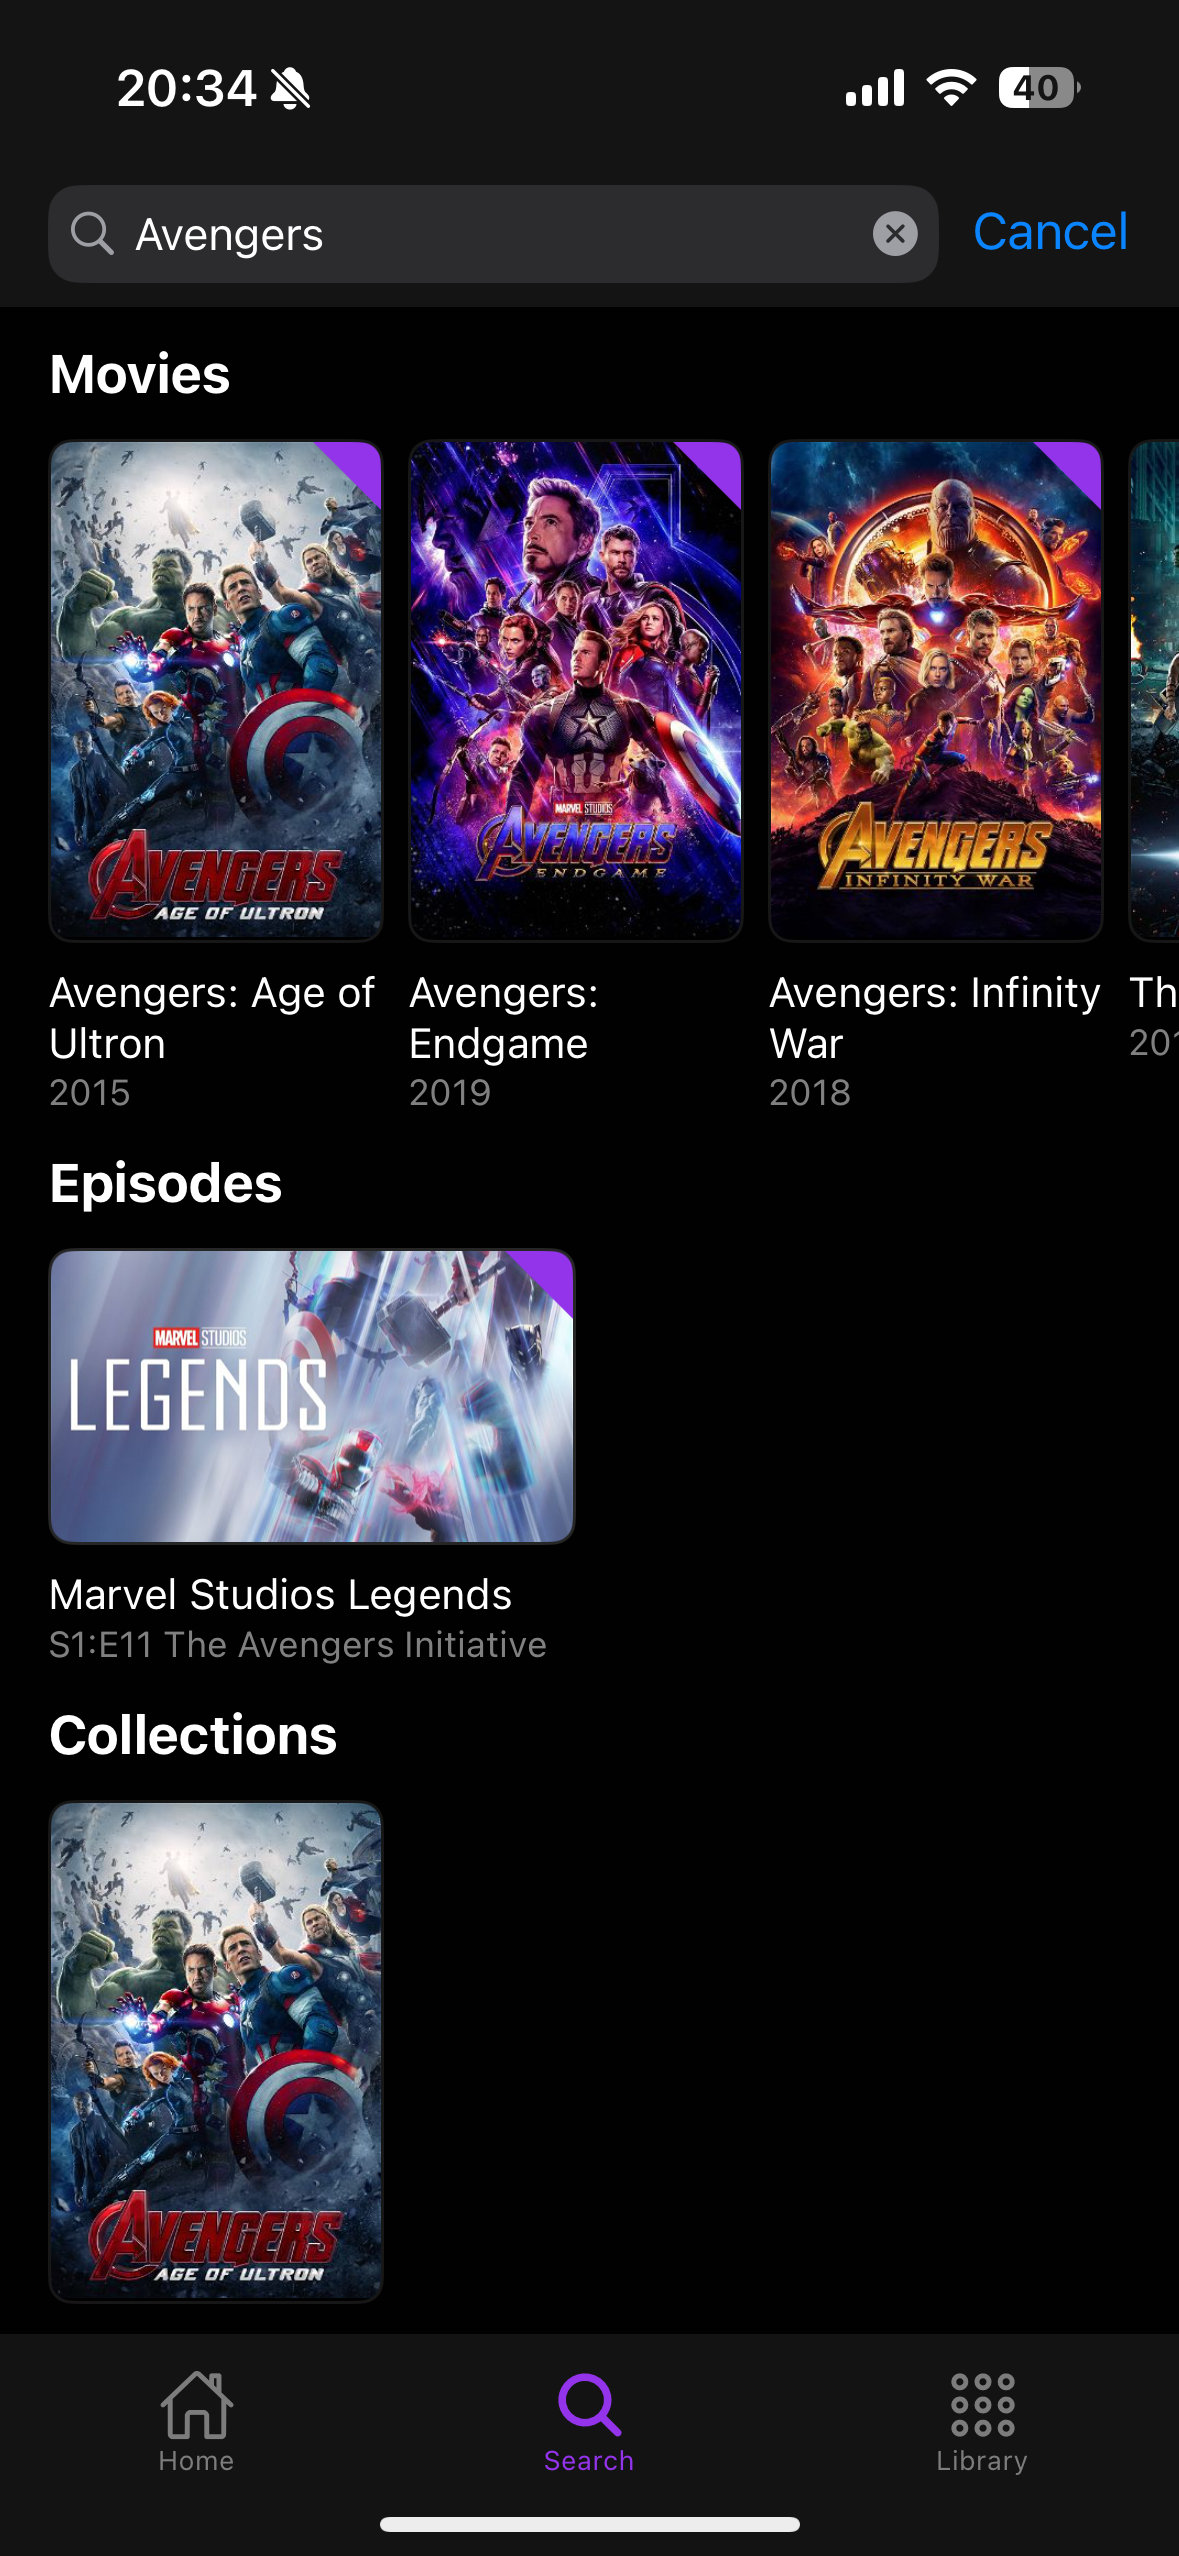 20:34
40
Avengers
Cancel
Movies
AVENGERS
AGE OF ULTRON
MARVEL STUDIOS
AVENGERS
ENDGAME
AVENGERS
INFINITY WAR
Avengers: Age of
Ultron
2015
Avengers:
Endgame
2019
Avengers: Infinity
War
2018
Th
201
Episodes
MARVEL STUDIOS
LEGENDS
Marvel Studios Legends
S1:E11 The Avengers Initiative
Collections
AVENGERS
AGE OF ULTRON
Home
Search
Library